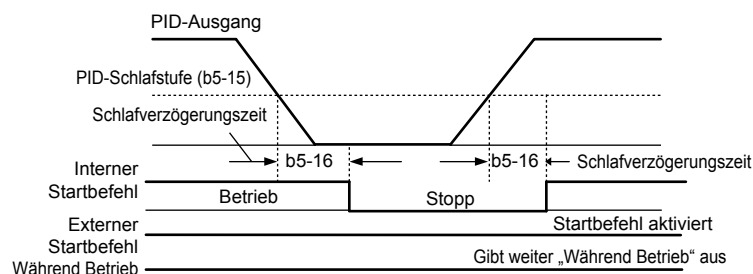 PID-Ausgang
PID-Schlafstufe (b5-15)
Schlafverzögerungszeit
b5-16
b5-16
Schlafverzögerungszeit
Interner
Startbefehl
Betrieb
Stopp
Externer
Startbefehl
Startbefehl aktiviert
Während Betrieb
Gibt weiter „Während Betrieb“ aus